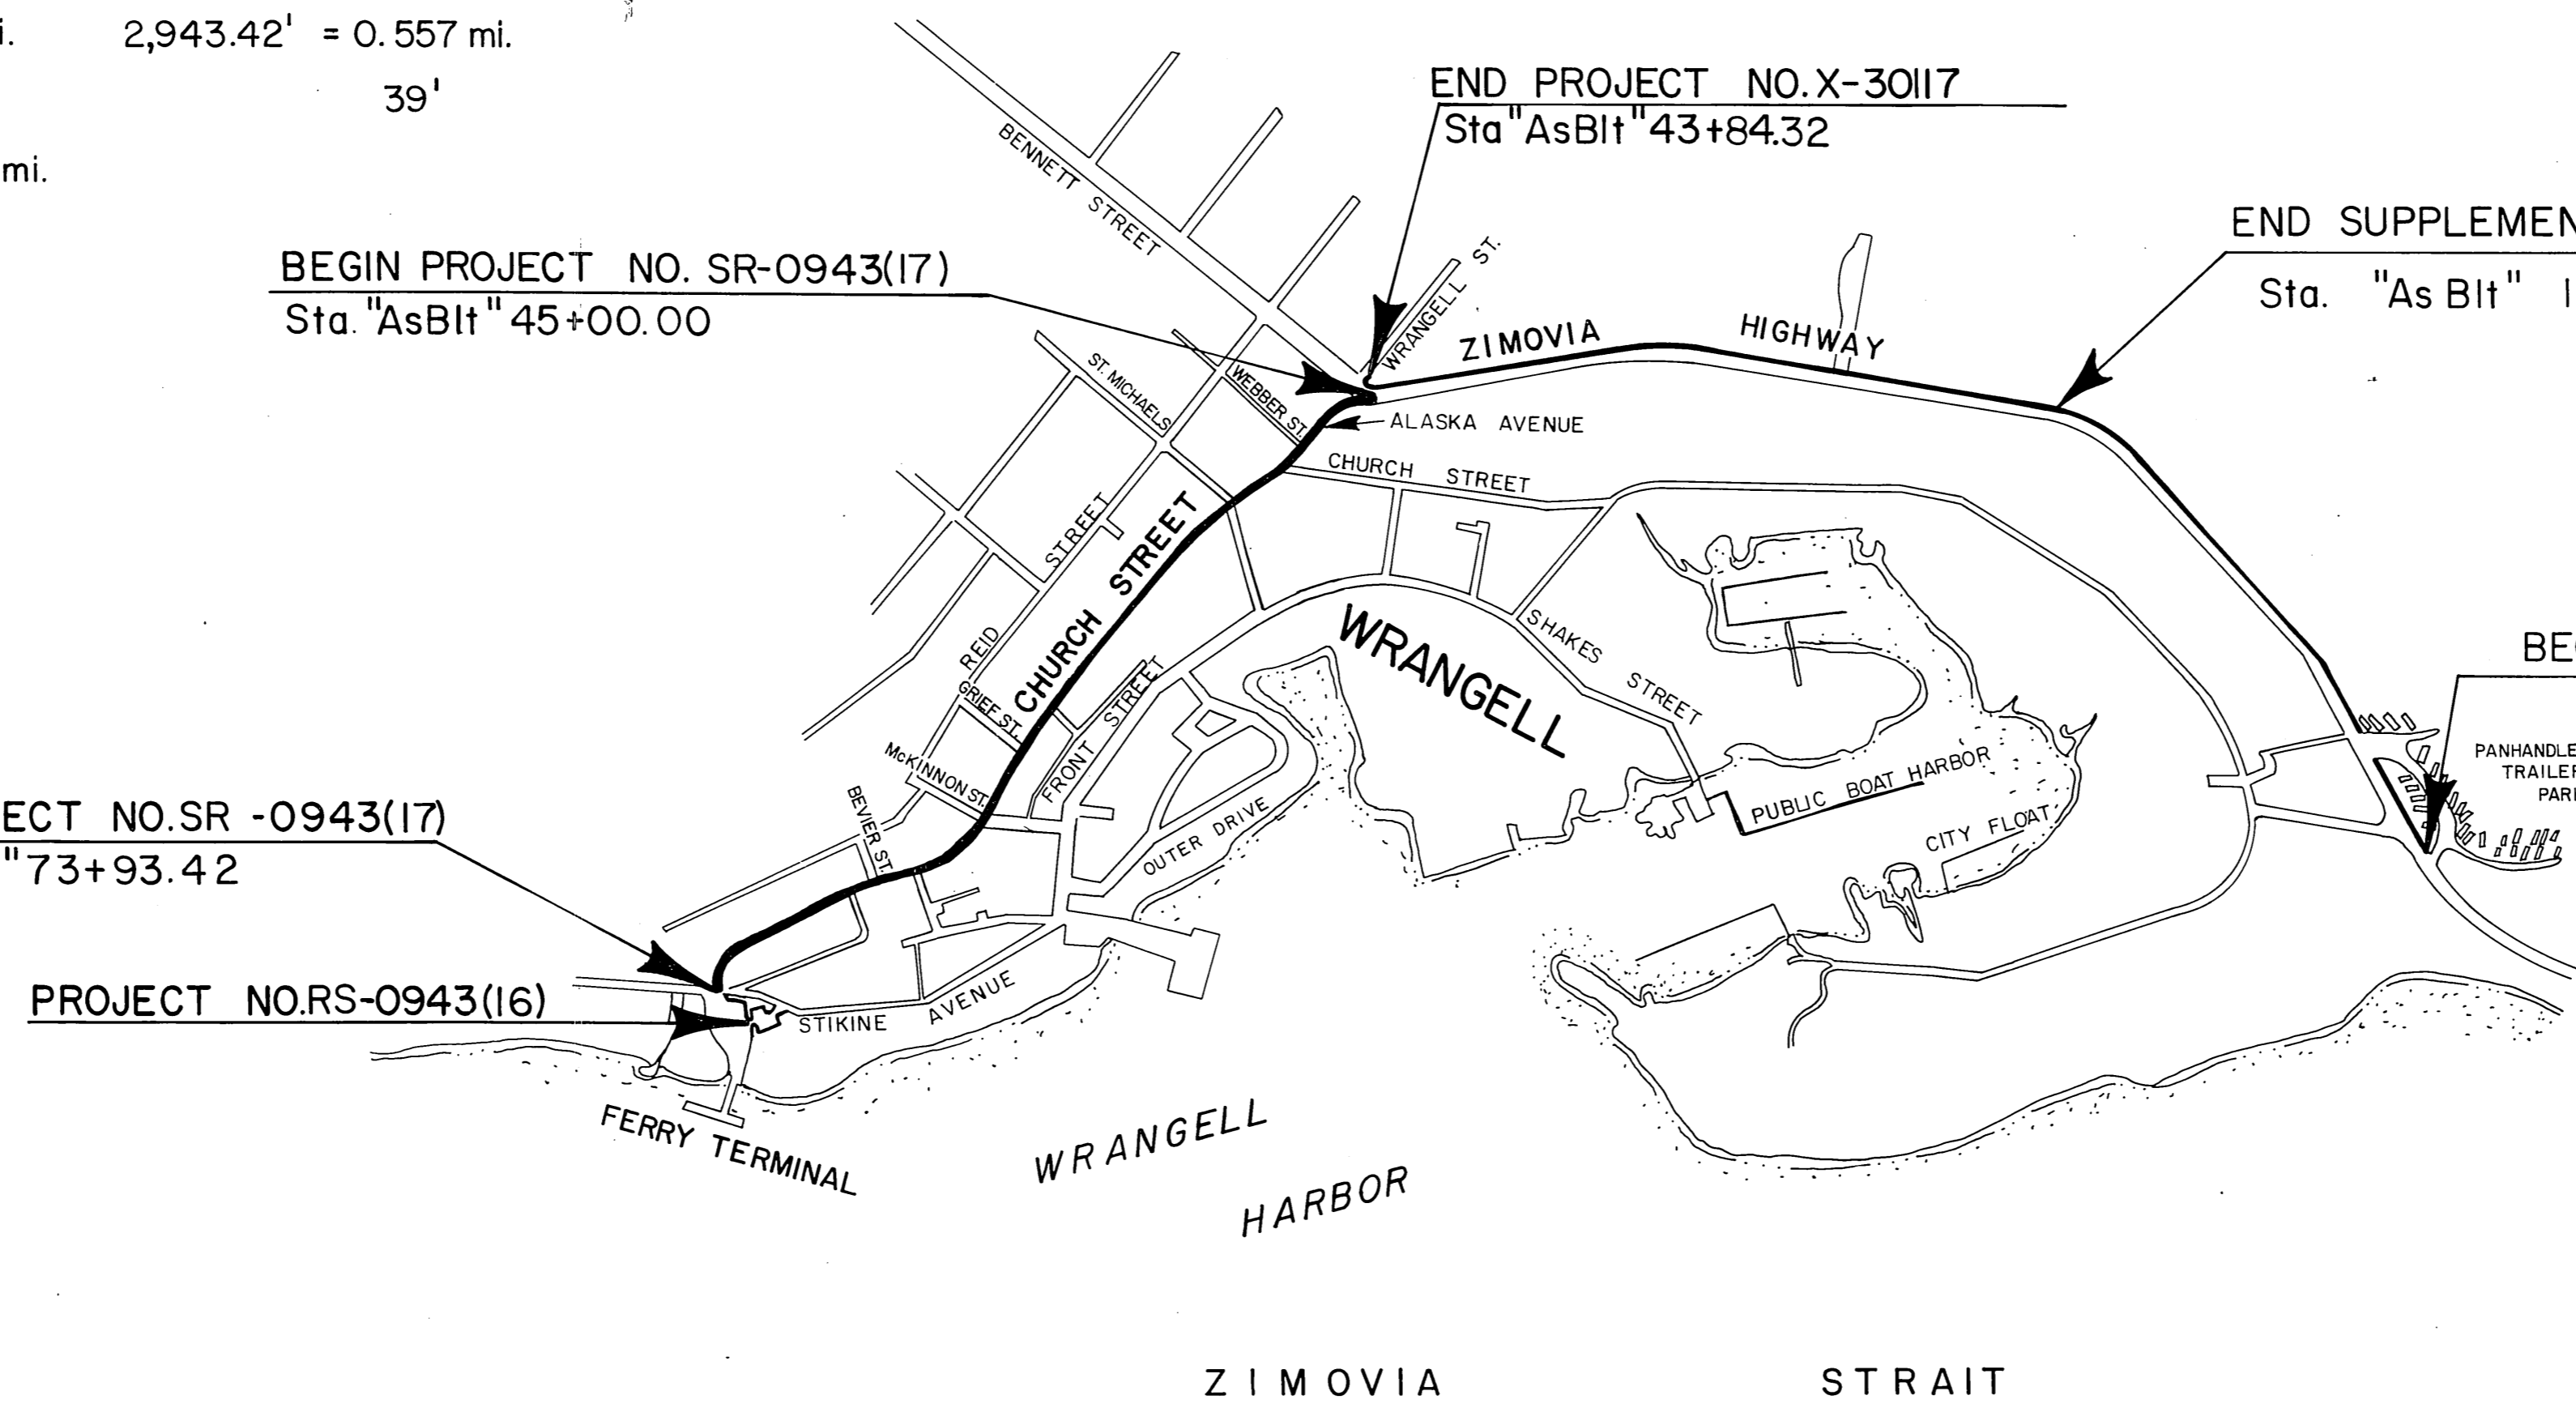 i. 2,943.42' = 0.557 mi.
39'
mi.
END PROJECT NO. X-30117
Sta "AsBlt" 43+84.32
BEGIN PROJECT NO. SR-0943(17)
Sta. "AsBlt" 45+00.00
END SUPPLEMEN
Sta. "As Blt" 1
BENNETT STREET
WRANGELL ST.
ZIMOVIA HIGHWAY
ST. MICHAELS
WEBBER ST.
ALASKA AVENUE
CHURCH STREET
REID STREET
CHURCH STREET
WRANGELL
SHAKES STREET
GRIEF ST.
FRONT STREET
McKINNON ST.
BEVIER ST.
OUTER DRIVE
PUBLIC BOAT HARBOR
CITY FLOAT
BE
PANHANDLE
TRAILER
PAR
ECT NO. SR -0943(17)
"73+93.42
PROJECT NO. RS-0943(16)
STIKINE AVENUE
FERRY TERMINAL
WRANGELL
HARBOR
ZIMOVIA STRAIT